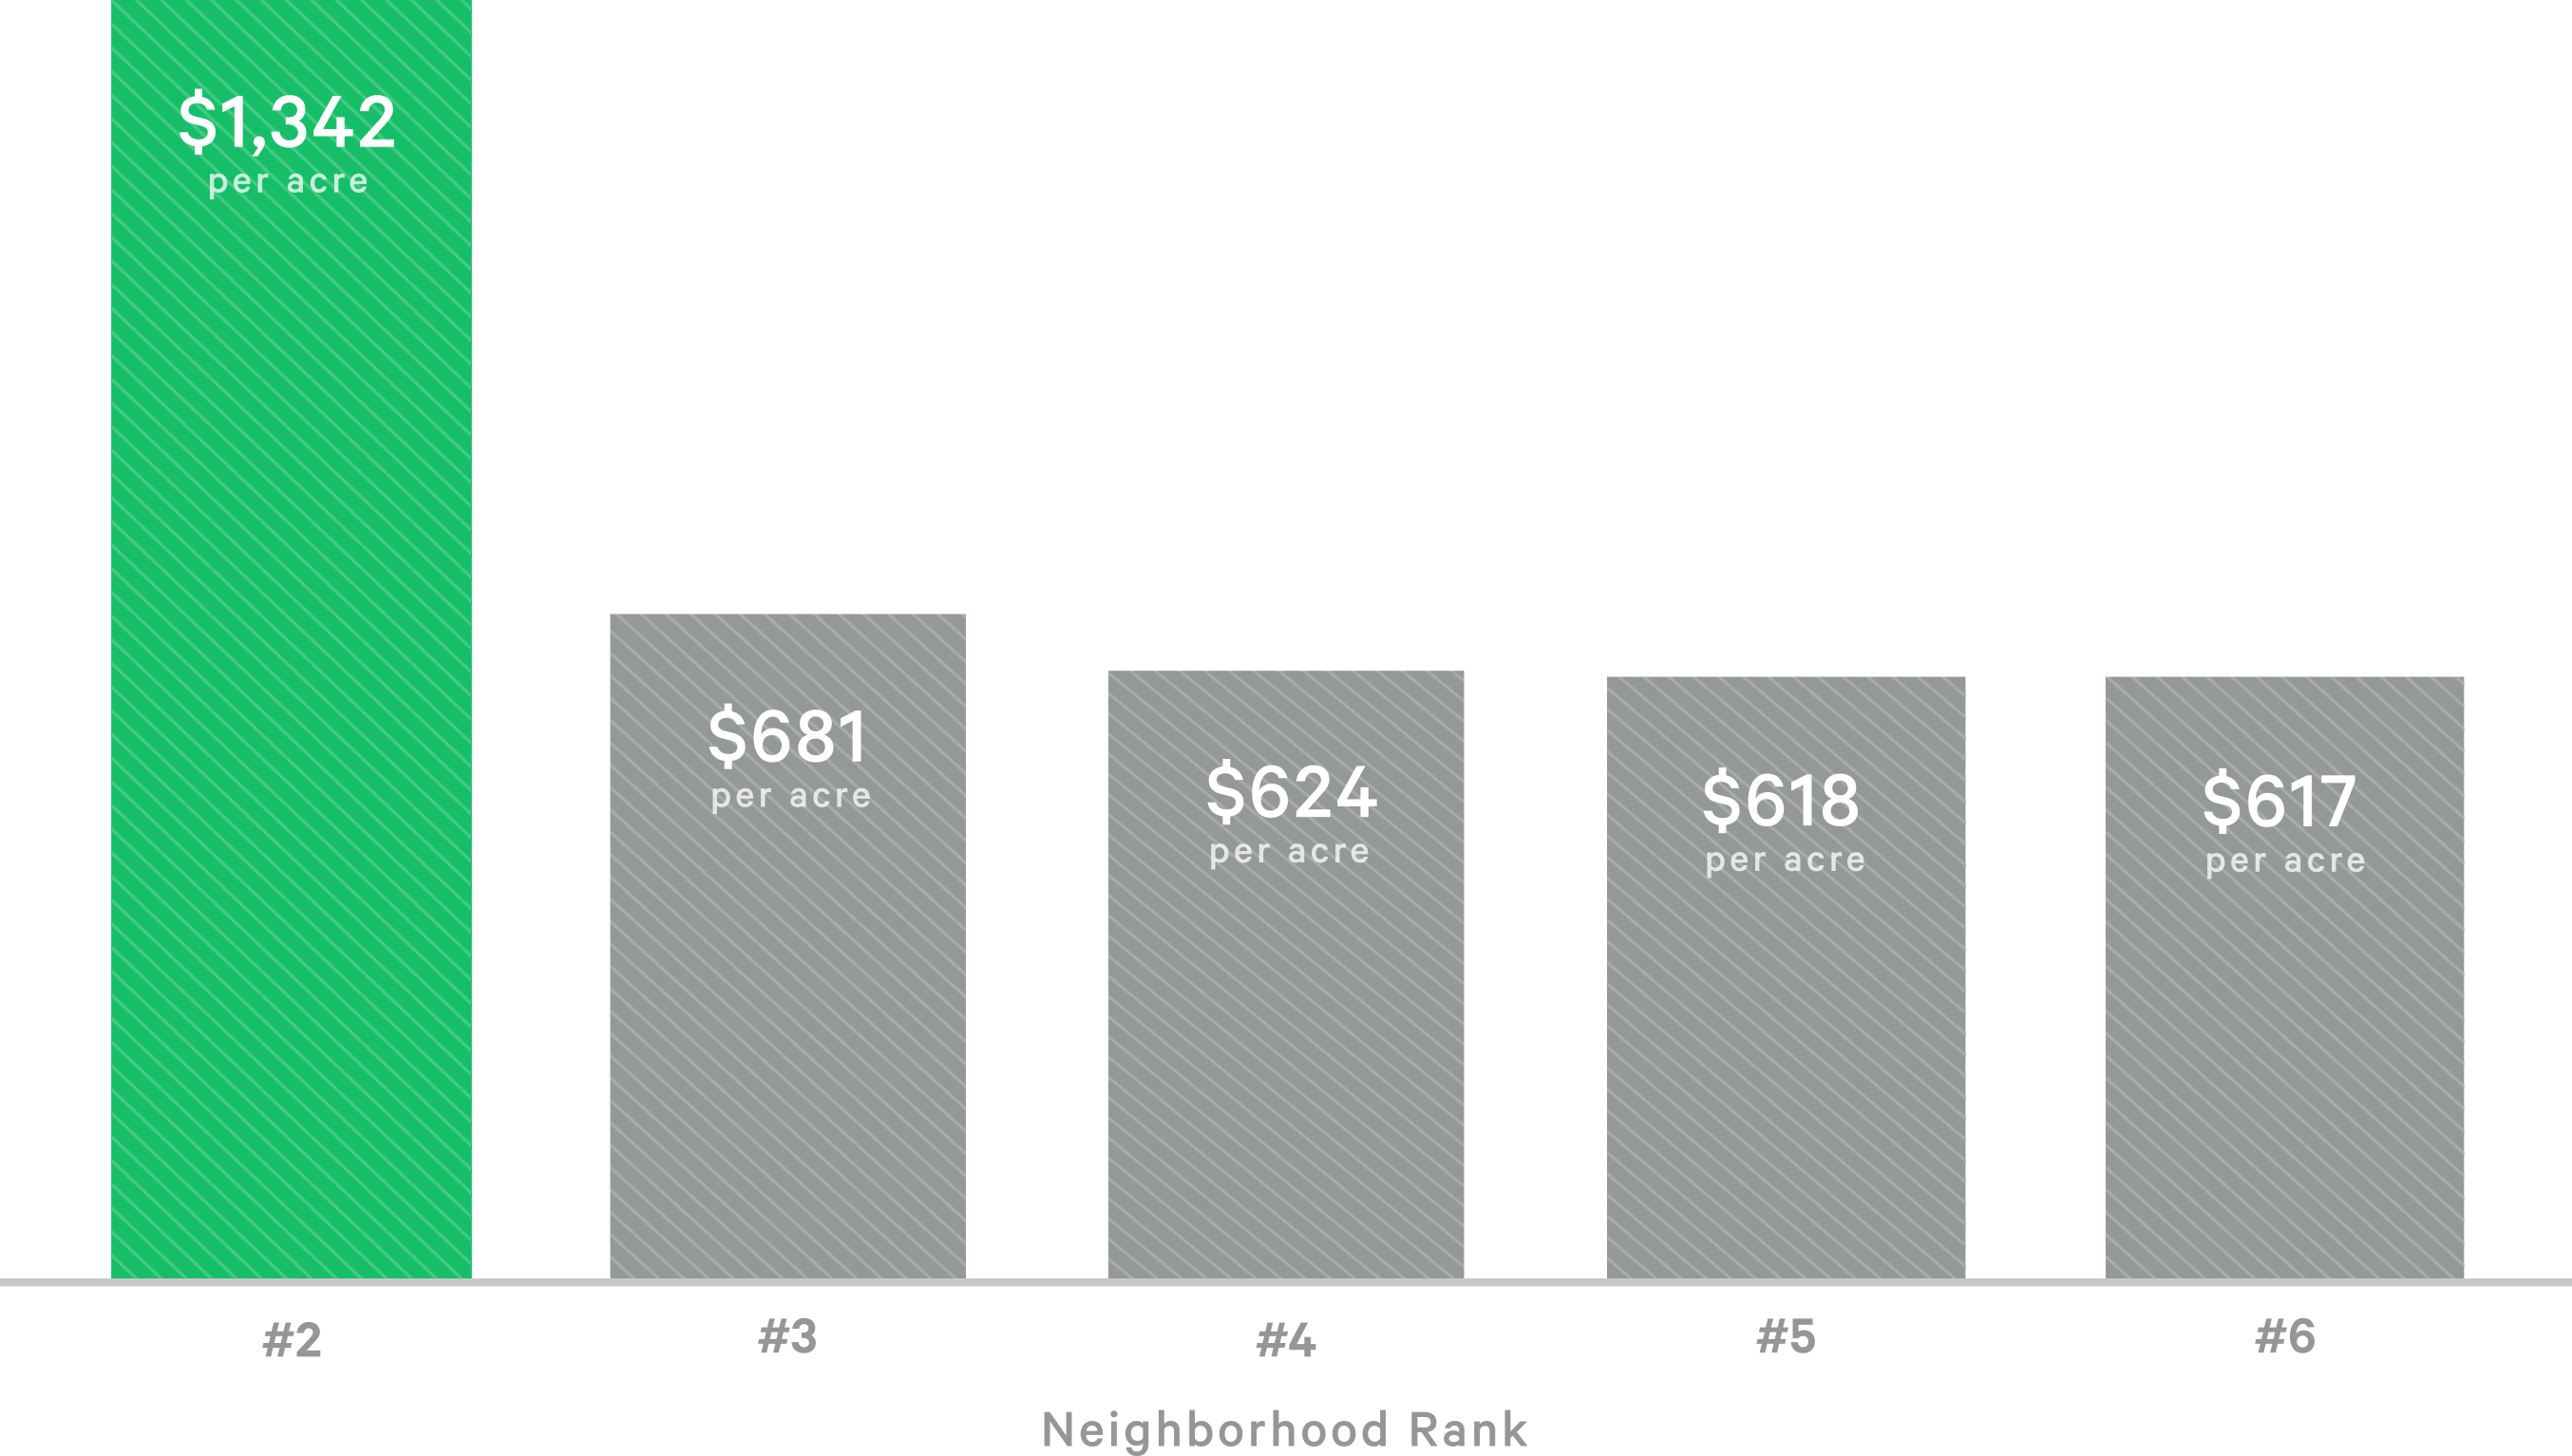 $1,342
per acre
$681
per acre
$624
per acre
$618
per acre
$617
per acre
#2
#3
#4
#5
#6
Neighborhood Rank